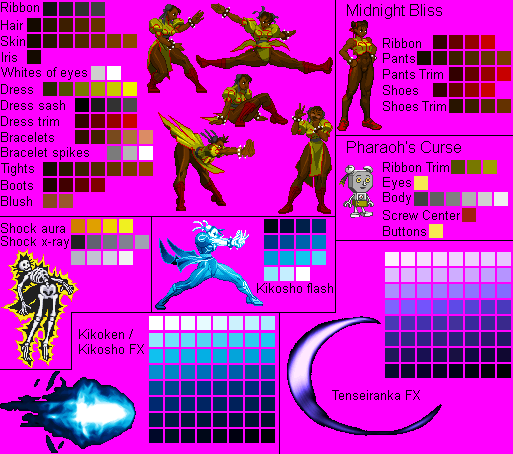 Ribbon
Hair
Skin
Iris
Whites of eyes
Dress
Dress sash
Dress trim
Bracelets
Bracelet spikes
Tights
Boots
Blush
Midnight Bliss
Ribbon
Pants
Pants Trim
Shoes
Shoes Trim
Pharaoh's Curse
Ribbon Trim
Eyes
Body
Screw Center
Buttons
Shock aura
Shock x-ray
Kikosho flash
Kikoken /
Kikosho FX
Tenseiranka FX